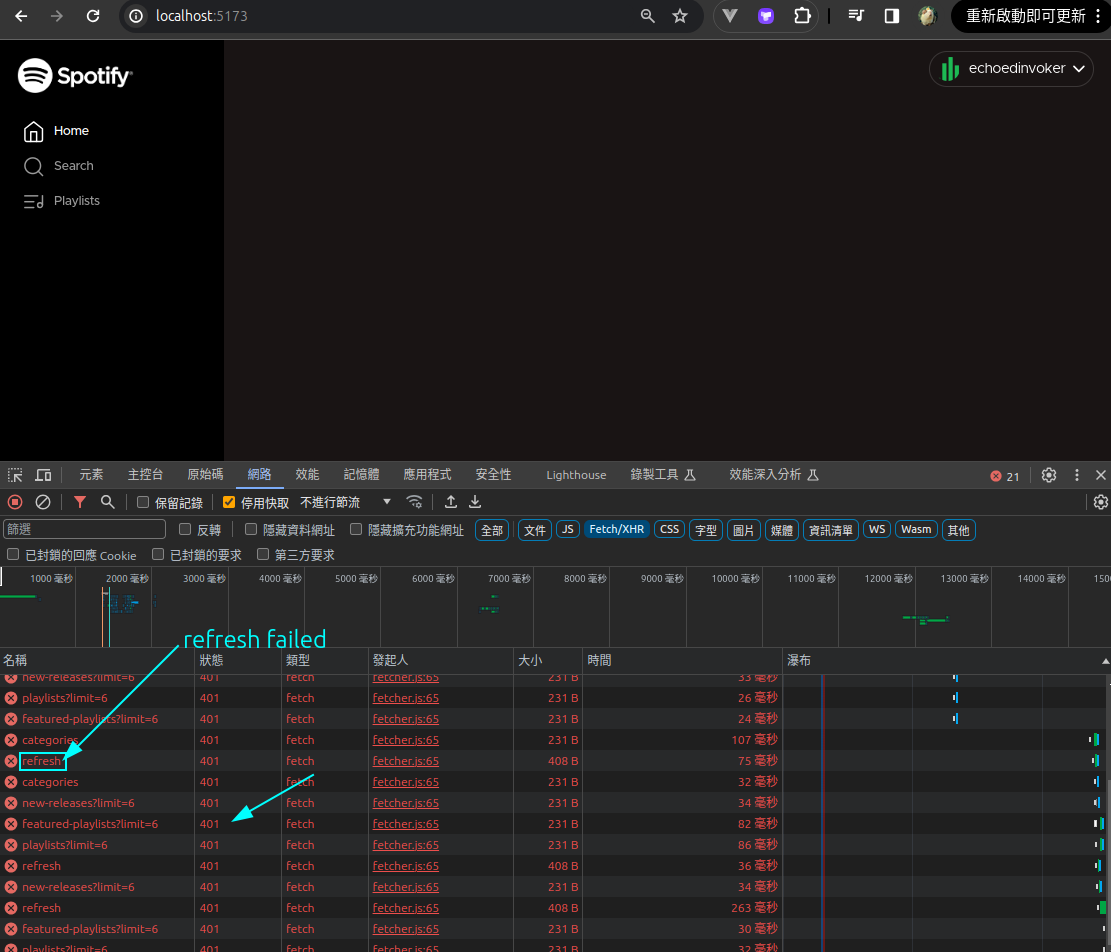 localhost:5173
重新啟動即可更新
Spotify
echoedinvoker
Home
Search
Playlists
元素 主控台 原始碼 網路 效能 記憶體 應用程式 安全性 Lighthouse 錄製工具 效能深入分析 21
保留記錄 停用快取 不進行節流
篩選 反轉 隱藏資料網址 隱藏擴充功能網址 全部 文件 JS Fetch/XHR CSS 字型 圖片 媒體 資訊清單 WS Wasm 其他
已封鎖的回應 Cookie 已封鎖的要求 第三方要求
1000 毫秒 2000 毫秒 3000 毫秒 4000 毫秒 5000 毫秒 6000 毫秒 7000 毫秒 8000 毫秒 9000 毫秒 10000 毫秒 11000 毫秒 12000 毫秒 13000 毫秒 14000 毫秒 1500
refresh failed
名稱 狀態 類型 發起人 大小 時間 瀑布
new-releases?limit=6 401 fetch fetcher.js:65 231 B 33 毫秒
playlists?limit=6 401 fetch fetcher.js:65 231 B 26 毫秒
featured-playlists?limit=6 401 fetch fetcher.js:65 231 B 24 毫秒
categories 401 fetch fetcher.js:65 231 B 107 毫秒
refresh 401 fetch fetcher.js:65 408 B 75 毫秒
categories 401 fetch fetcher.js:65 231 B 32 毫秒
new-releases?limit=6 401 fetch fetcher.js:65 231 B 34 毫秒
featured-playlists?limit=6 401 fetch fetcher.js:65 231 B 82 毫秒
playlists?limit=6 401 fetch fetcher.js:65 231 B 86 毫秒
refresh 401 fetch fetcher.js:65 408 B 36 毫秒
new-releases?limit=6 401 fetch fetcher.js:65 231 B 34 毫秒
refresh 401 fetch fetcher.js:65 408 B 263 毫秒
featured-playlists?limit=6 401 fetch fetcher.js:65 231 B 30 毫秒
playlists?limit=6 401 fetch fetcher.js:65 231 B 32 毫秒